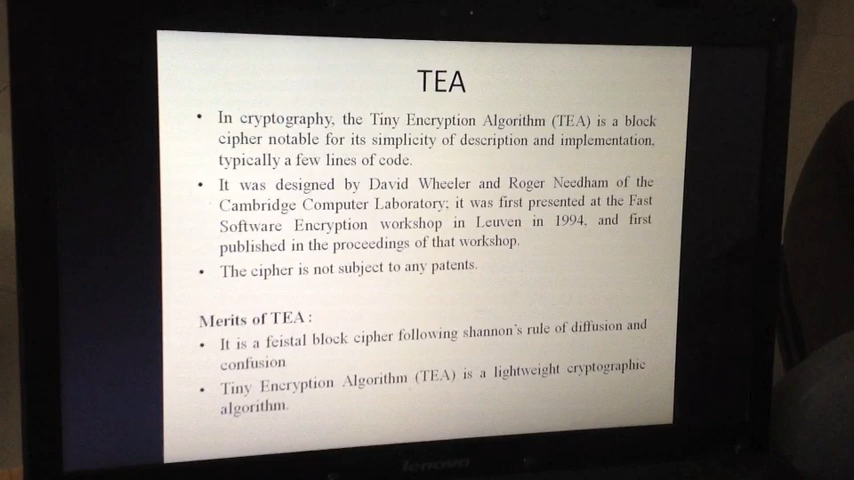 TEA
• In cryptography, the Tiny Encryption Algorithm (TEA) is a block
cipher notable for its simplicity of description and implementation,
typically a few lines of code.
• It was designed by David Wheeler and Roger Needham of the
Cambridge Computer Laboratory; it was first presented at the Fast
Software Encryption workshop in Leuven in 1994, and first
published in the proceedings of that workshop.
• The cipher is not subject to any patents.
Merits of TEA :
• It is a feistal block cipher following shannon's rule of diffusion and
confusion
• Tiny Encryption Algorithm (TEA) is a lightweight cryptographic
algorithm.
lenovo